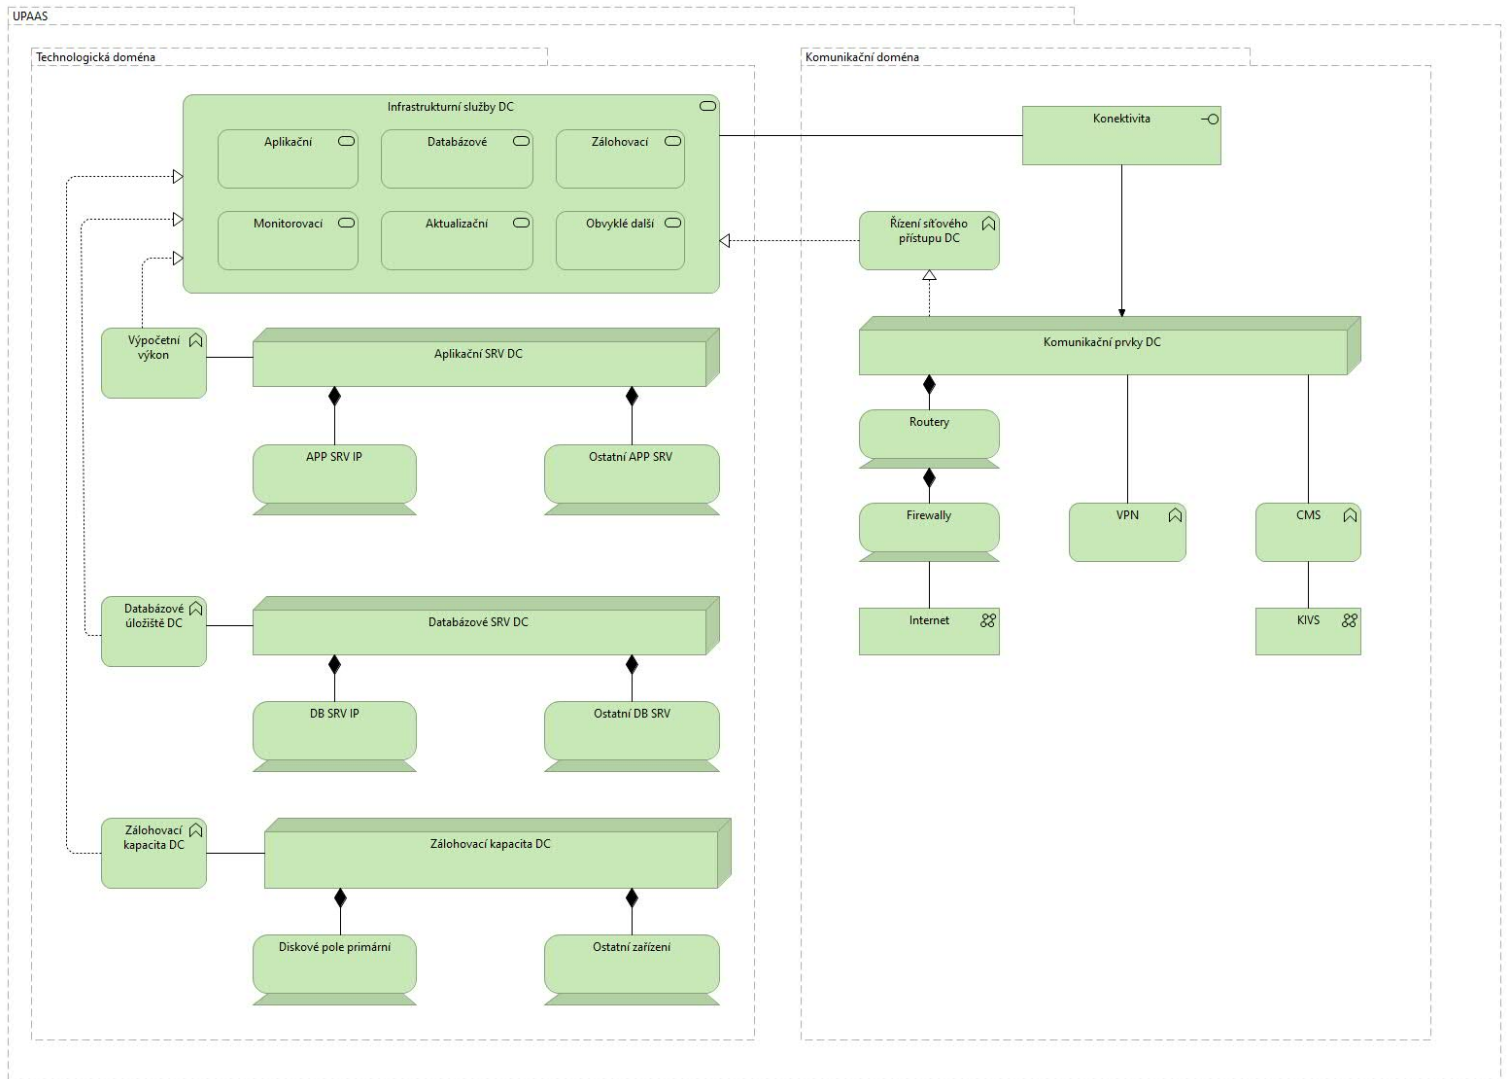 UPAAS
Technologická doména
Infrastrukturní služby DC
Aplikační
Databázové
Zálohovací
Monitorovací
Aktualizační
Obvyklé další
Výpočetní
výkon
Aplikační SRV DC
APP SRV IP
Ostatní APP SRV
Databázové
úložiště DC
Databázové SRV DC
DB SRV IP
Ostatní DB SRV
Zálohovací
kapacita DC
Zálohovací kapacita DC
Diskové pole primární
Ostatní zařízení
Komunikační doména
Konektivita
Řízení síťového
přístupu DC
Komunikační prvky DC
Routery
Firewally
VPN
CMS
Internet
KIVS